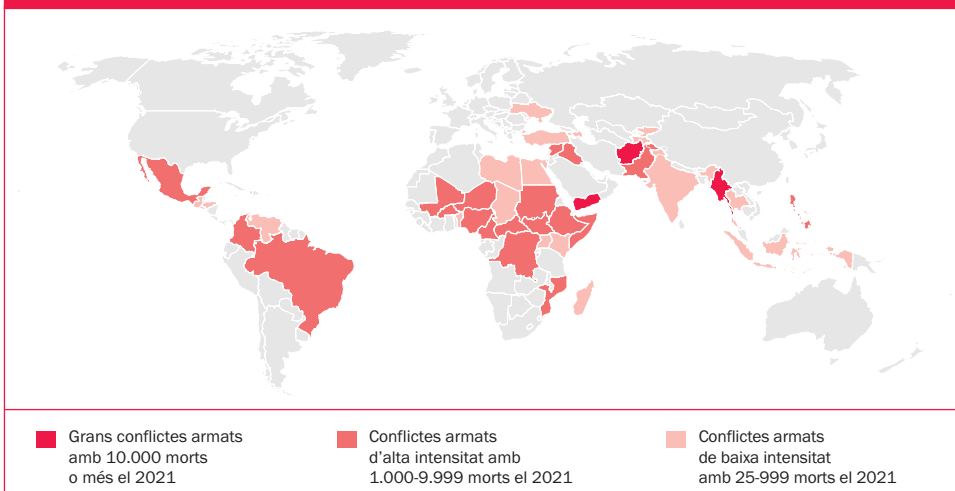 Grans conflictes armats
amb 10.000 morts
o més el 2021
Conflictes armats
d'alta intensitat amb
1.000-9.999 morts el 2021
Conflictes armats
de baixa intensitat
amb 25-999 morts el 2021